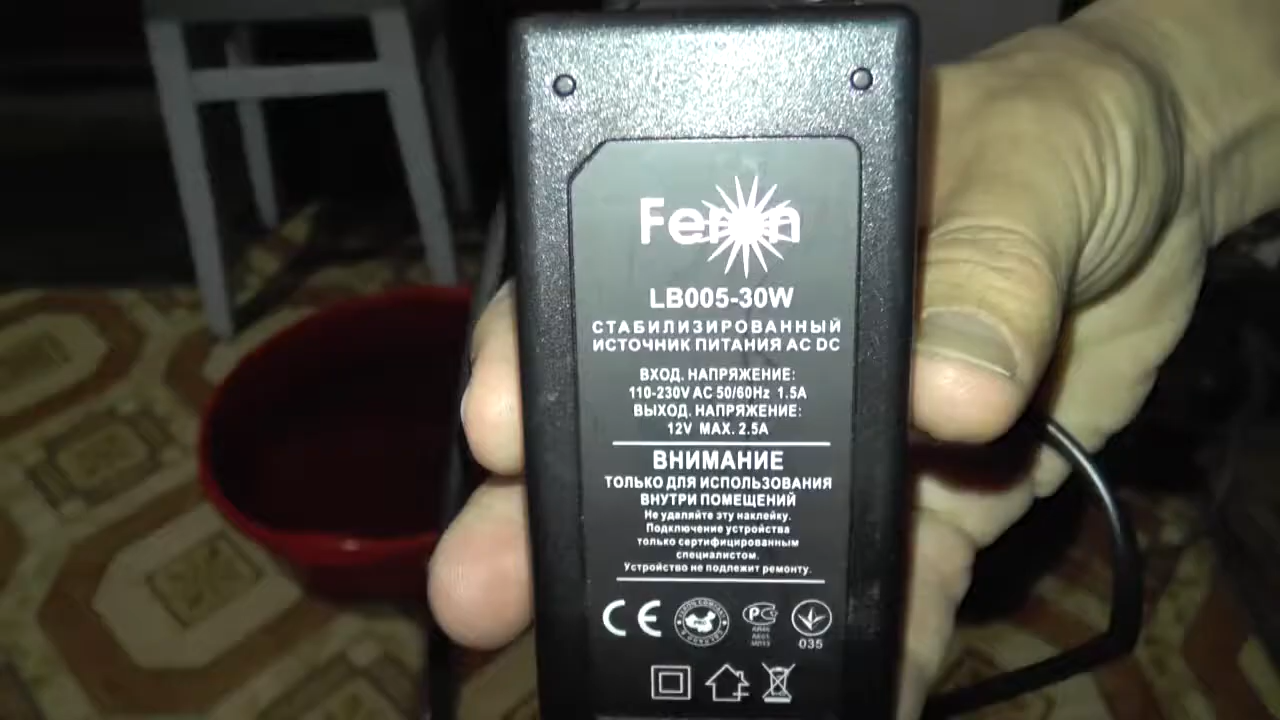 Feron
LB005-30W
СТАБИЛИЗИРОВАННЫЙ
ИСТОЧНИК ПИТАНИЯ AC DC
ВХОД. НАПРЯЖЕНИЕ:
110-230V AC 50/60Hz 1.5A
ВЫХОД. НАПРЯЖЕНИЕ:
12V MAX. 2.5A
ВНИМАНИЕ
ТОЛЬКО ДЛЯ ИСПОЛЬЗОВАНИЯ
ВНУТРИ ПОМЕЩЕНИЙ
Не удаляйте эту наклейку.
Подключение устройства
только сертифицированным
специалистом.
Устройство не подлежит ремонту.
CE
035